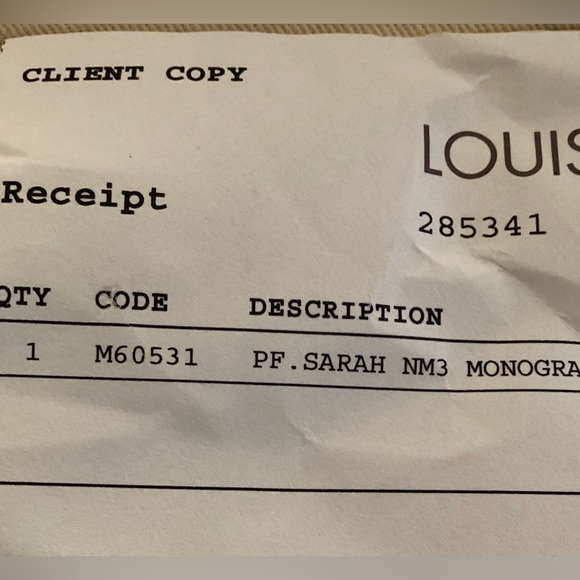 CLIENT COPY
LOUIS
Receipt
285341
QTY CODE DESCRIPTION
1 M60531 PF.SARAH NM3 MONOGRA